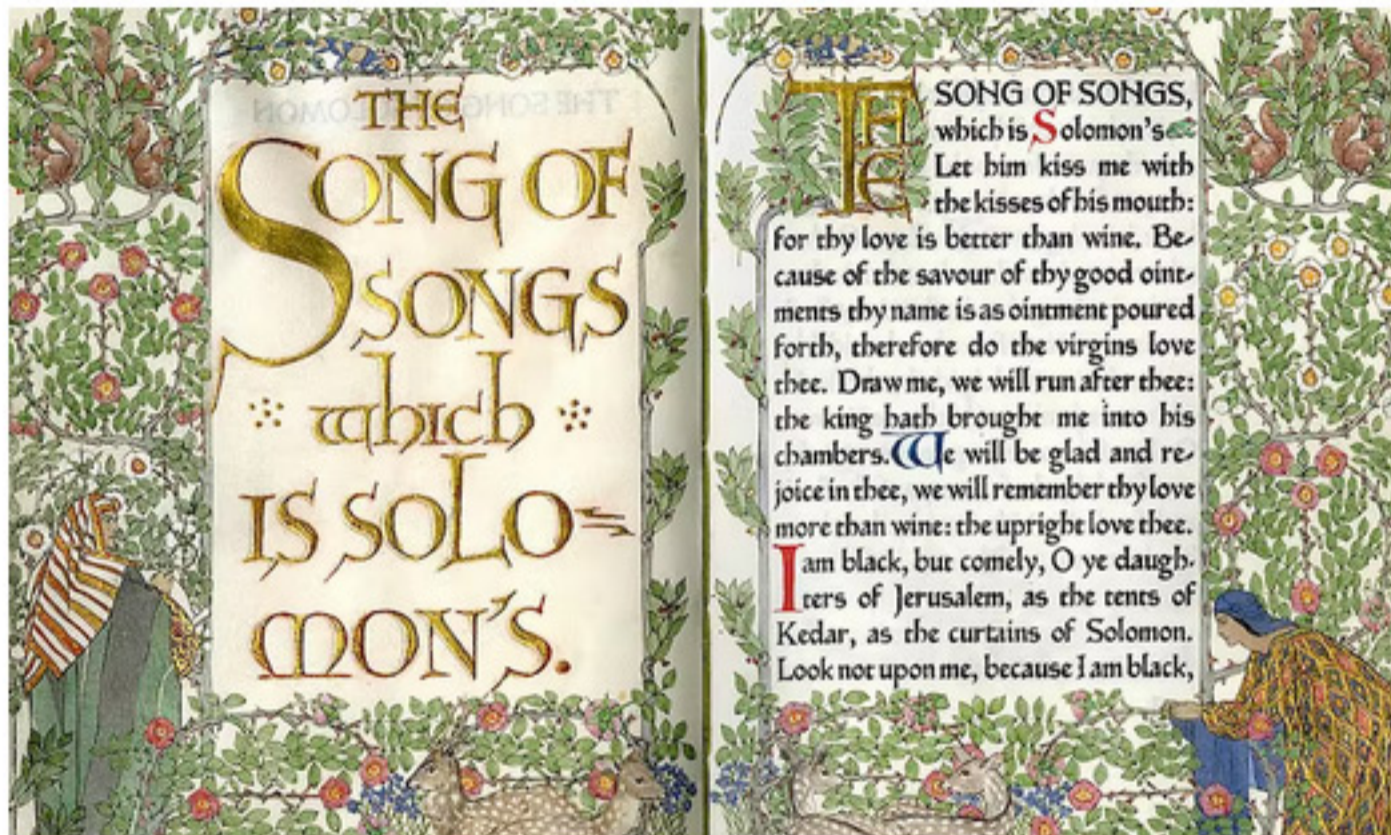 THE
SONG OF
SONGS
which
IS SOLO-
MON'S.
THE SONG OF SONGS,
which is Solomon's
Let him kiss me with
the kisses of his mouth:
for thy love is better than wine. Be-
cause of the savour of thy good oint-
ments thy name is as ointment poured
forth, therefore do the virgins love
thee. Draw me, we will run after thee:
the king hath brought me into his
chambers. We will be glad and re-
joice in thee, we will remember thy love
more than wine: the upright love thee.
I am black, but comely, O ye daugh-
ters of Jerusalem, as the tents of
Kedar, as the curtains of Solomon.
Look not upon me, because I am black,